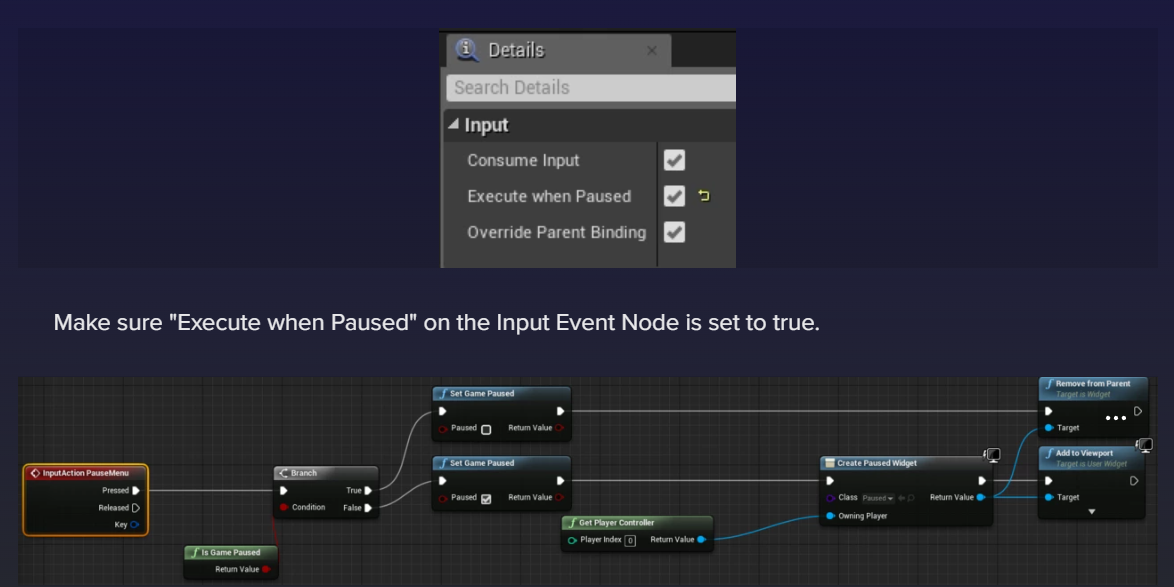 Details
Search Details
Input
Consume Input
Execute when Paused
Override Parent Binding
Make sure "Execute when Paused" on the Input Event Node is set to true.
Set Game Paused
Paused Return Value
Remove from Parent
Target is Widget
Target
InputAction PauseMenu
Pressed
Released
Key
Branch
True
Condition False
Set Game Paused
Paused Return Value
Create Paused Widget
Class Paused Return Value
Owning Player
Add to Viewport
Target is User Widget
Target
Get Player Controller
Player Index 0 Return Value
Is Game Paused
Return Value